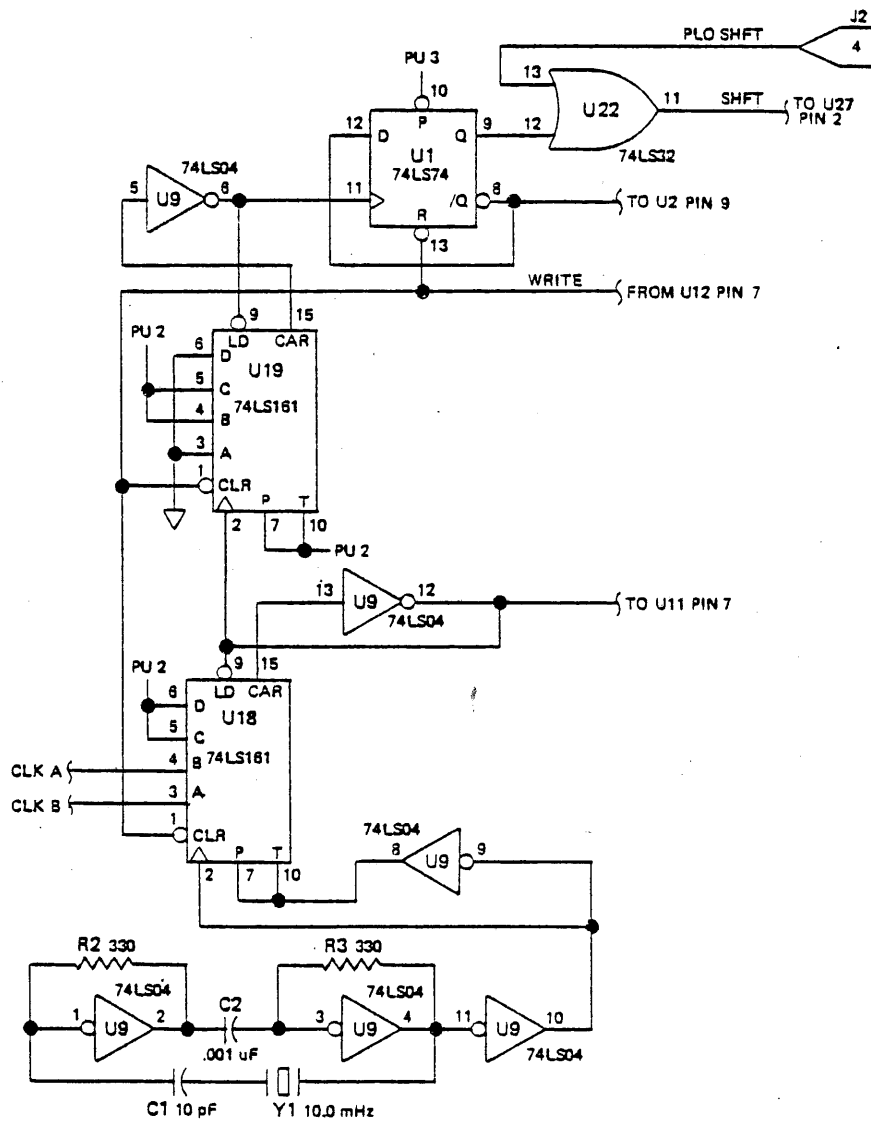 J2
PLO SHFT
4
PU 3
10
13
12 D P Q 9 12
U22
11 SHFT TO U27
PIN 2
U1
74LS74
74LS32
74LS04
5 U9 6
11
/Q 8
TO U2 PIN 9
R
13
WRITE
FROM U12 PIN 7
9 15
PU 2
LD CAR
6 D
U19
5 C
4 B
74LS161
3 A
1 CLR
P T
2 7 10
PU 2
13 U9 12
TO U11 PIN 7
74LS04
9 15
PU 2
LD CAR
6 D
U18
5 C
74LS161
CLK A 4 B
CLK B 3 A
1 CLR
74LS04
P T
8 U9 9
2 7 10
R2 330
R3 330
74LS04
74LS04
C2
1 U9 2
3 U9 4
11 U9 10
.001 uF
74LS04
C1 10 pF
Y1 10.0 mHz